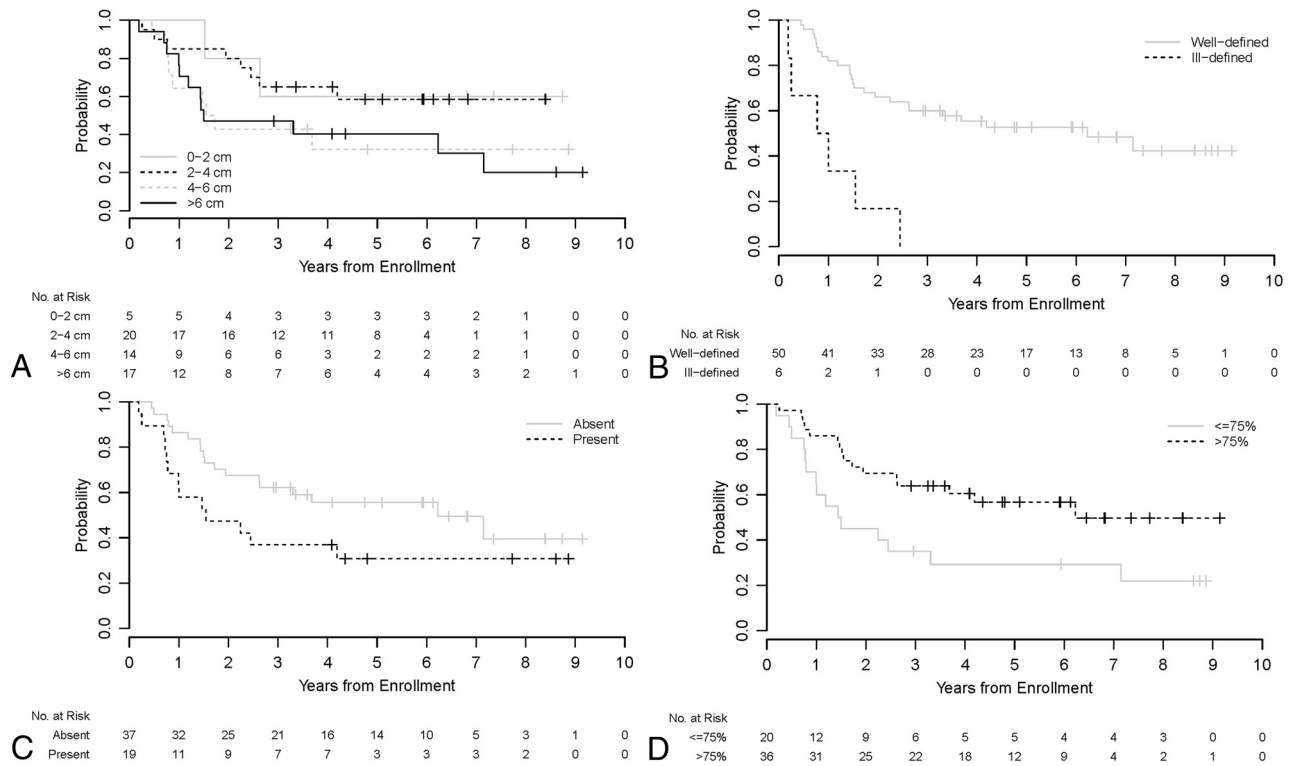 1.0
0.8
0.6
0.4
0.2
0.0
Probability
0−2 cm
2−4 cm
4−6 cm
>6 cm
0 1 2 3 4 5 6 7 8 9 10
Years from Enrollment
No. at Risk
0−2 cm 5 5 4 3 3 3 3 2 1 0 0
2−4 cm 20 17 16 12 11 8 4 1 1 0 0
4−6 cm 14 9 6 6 3 2 2 2 1 0 0
>6 cm 17 12 8 7 6 4 4 3 2 1 0
A
1.0
0.8
0.6
0.4
0.2
0.0
Probability
Well−defined
Ill−defined
0 1 2 3 4 5 6 7 8 9 10
Years from Enrollment
No. at Risk
Well−defined 50 41 33 28 23 17 13 8 5 1 0
Ill−defined 6 2 1 0 0 0 0 0 0 0 0
B
1.0
0.8
0.6
0.4
0.2
0.0
Probability
Absent
Present
0 1 2 3 4 5 6 7 8 9 10
Years from Enrollment
No. at Risk
Absent 37 32 25 21 16 14 10 5 3 1 0
Present 19 11 9 7 7 3 3 3 2 0 0
C
1.0
0.8
0.6
0.4
0.2
0.0
Probability
<=75%
>75%
0 1 2 3 4 5 6 7 8 9 10
Years from Enrollment
No. at Risk
<=75% 20 12 9 6 5 5 4 4 3 0 0
>75% 36 31 25 22 18 12 9 4 2 1 0
D